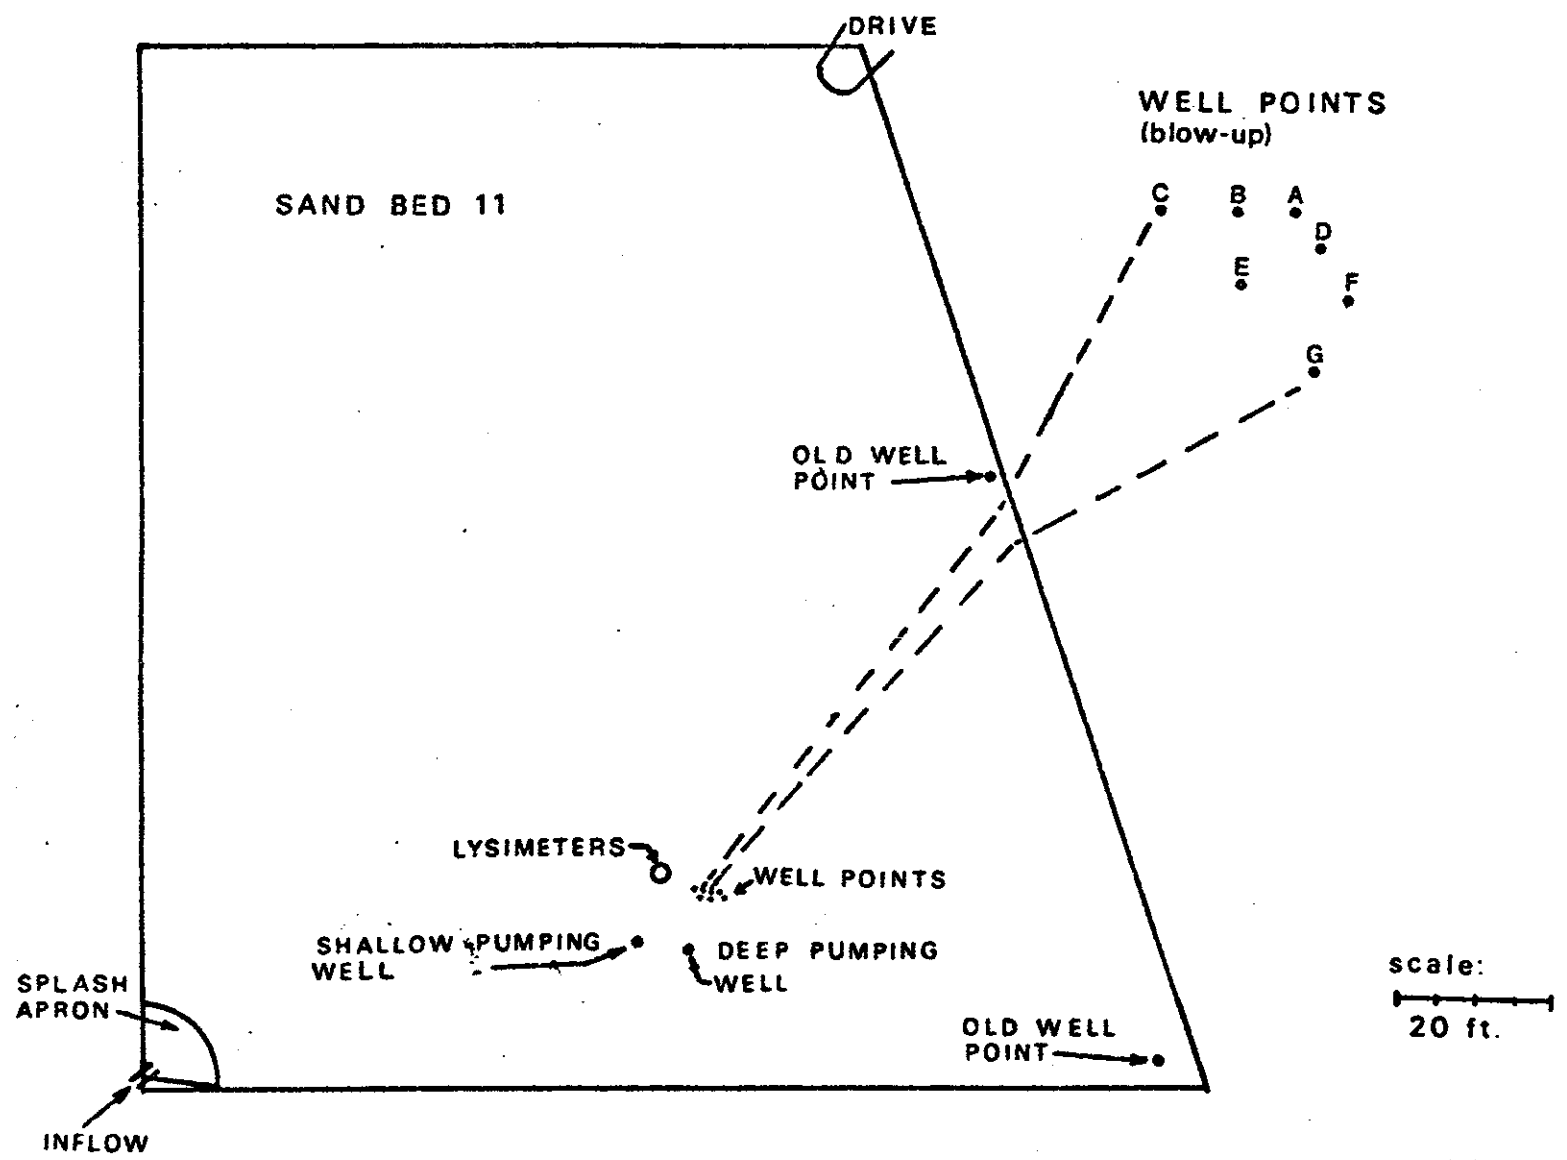 DRIVE
WELL POINTS
(blow-up)
C B A
D
E
F
G
SAND BED 11
OLD WELL
POINT
LYSIMETERS
WELL POINTS
SHALLOW PUMPING
WELL
DEEP PUMPING
WELL
SPLASH
APRON
OLD WELL
POINT
scale:
20 ft.
INFLOW